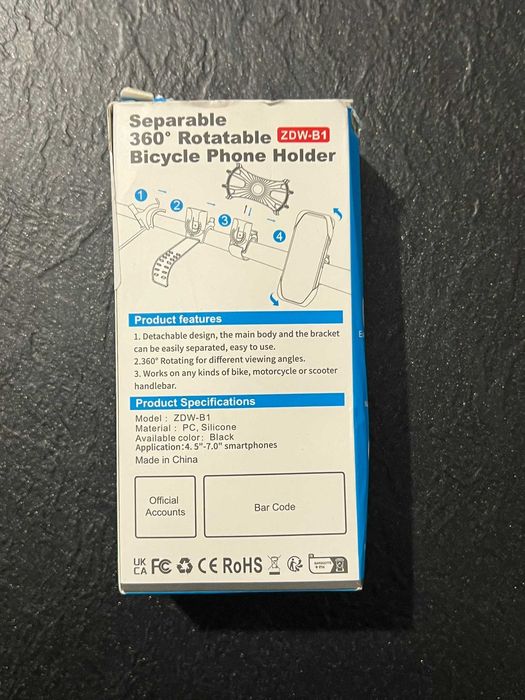 Separable
360° Rotatable ZDW-B1
Bicycle Phone Holder
1
2
3
4
Product features
1. Detachable design, the main body and the bracket
can be easily separated, easy to use.
2.360° Rotating for different viewing angles.
3. Works on any kinds of bike, motorcycle or scooter
handlebar.
Product Specifications
Model : ZDW-B1
Material : PC, Silicone
Available color: Black
Application:4. 5"-7.0" smartphones
Made in China
Official
Accounts
Bar Code
UK
CA FC CE RoHS